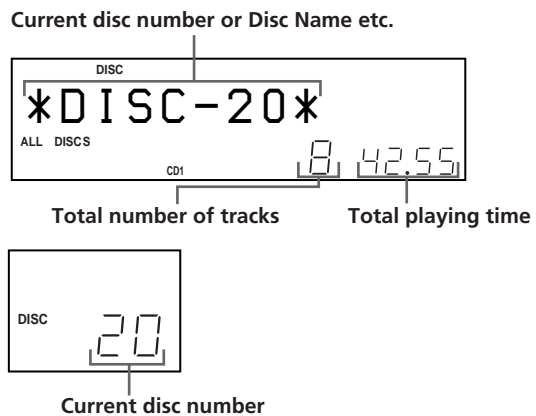 Current disc number or Disc Name etc.
DISC
*DISC-20*
ALL DISCS
CD1
8 42.55
Total number of tracks Total playing time
DISC
20
Current disc number